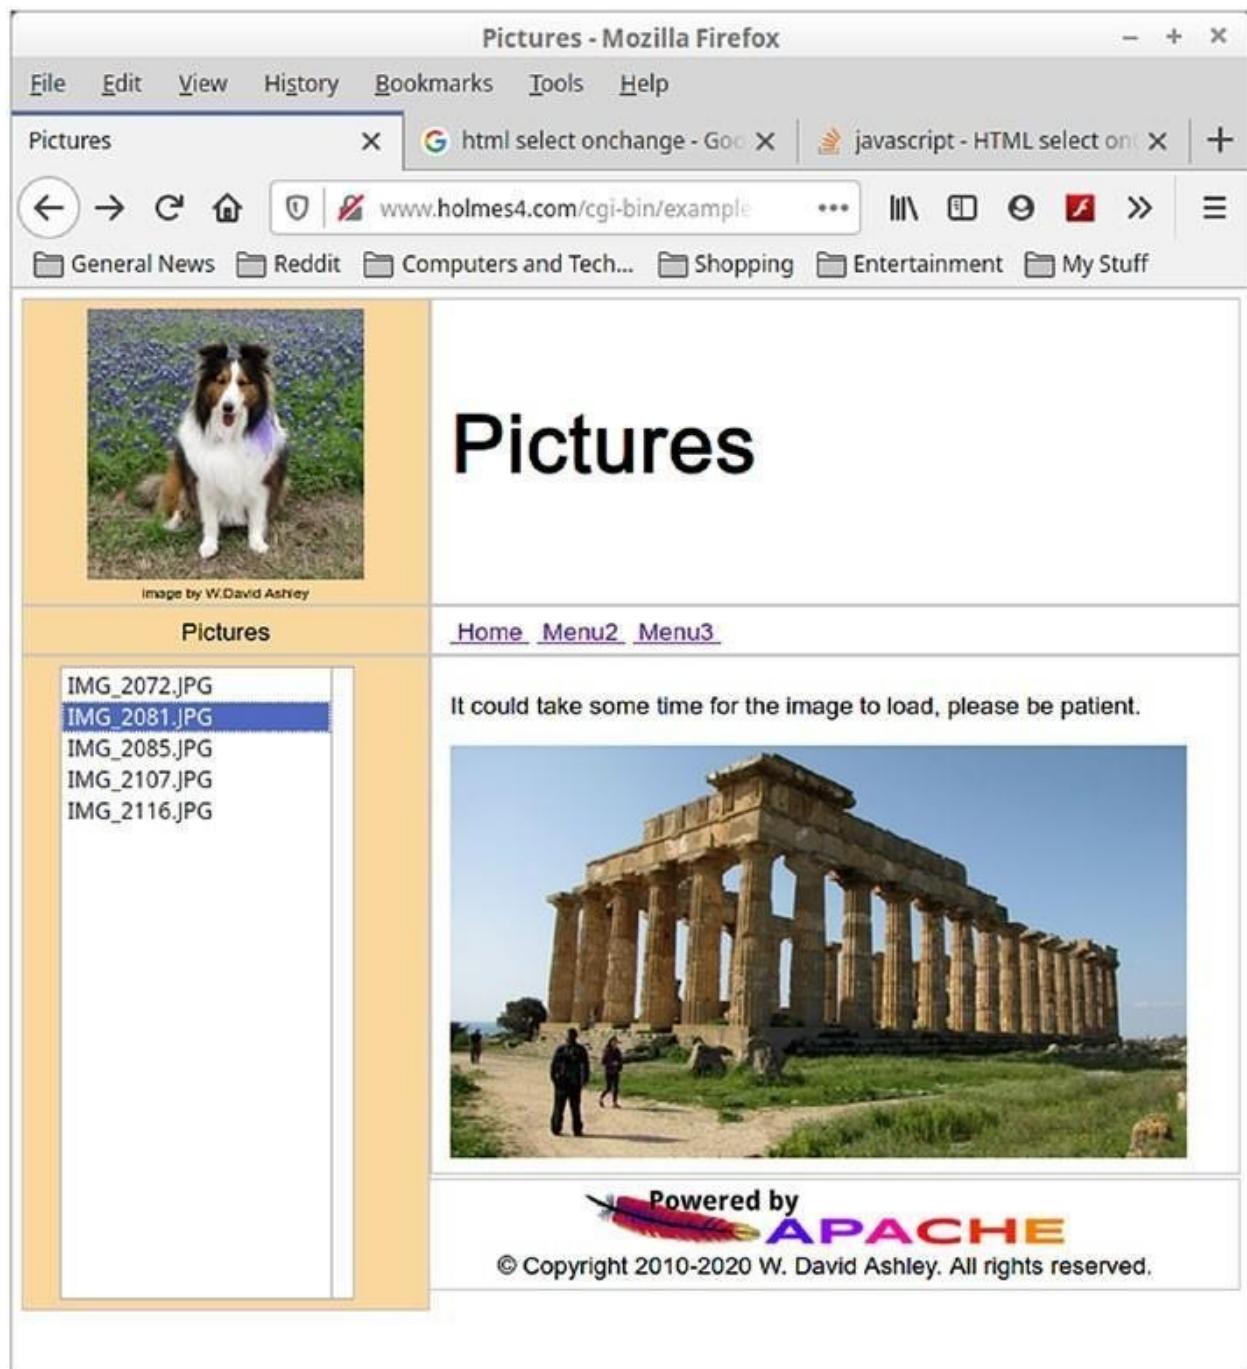 Pictures - Mozilla Firefox
File Edit View History Bookmarks Tools Help
Pictures html select onchange - Goo javascript - HTML select on
www.holmes4.com/cgi-bin/example
General News Reddit Computers and Tech... Shopping Entertainment My Stuff
Pictures
Image by W.David Ashley
Pictures
Home Menu2 Menu3
IMG_2072.JPG
IMG_2081.JPG
IMG_2085.JPG
IMG_2107.JPG
IMG_2116.JPG
It could take some time for the image to load, please be patient.
Powered by
APACHE
© Copyright 2010-2020 W. David Ashley. All rights reserved.